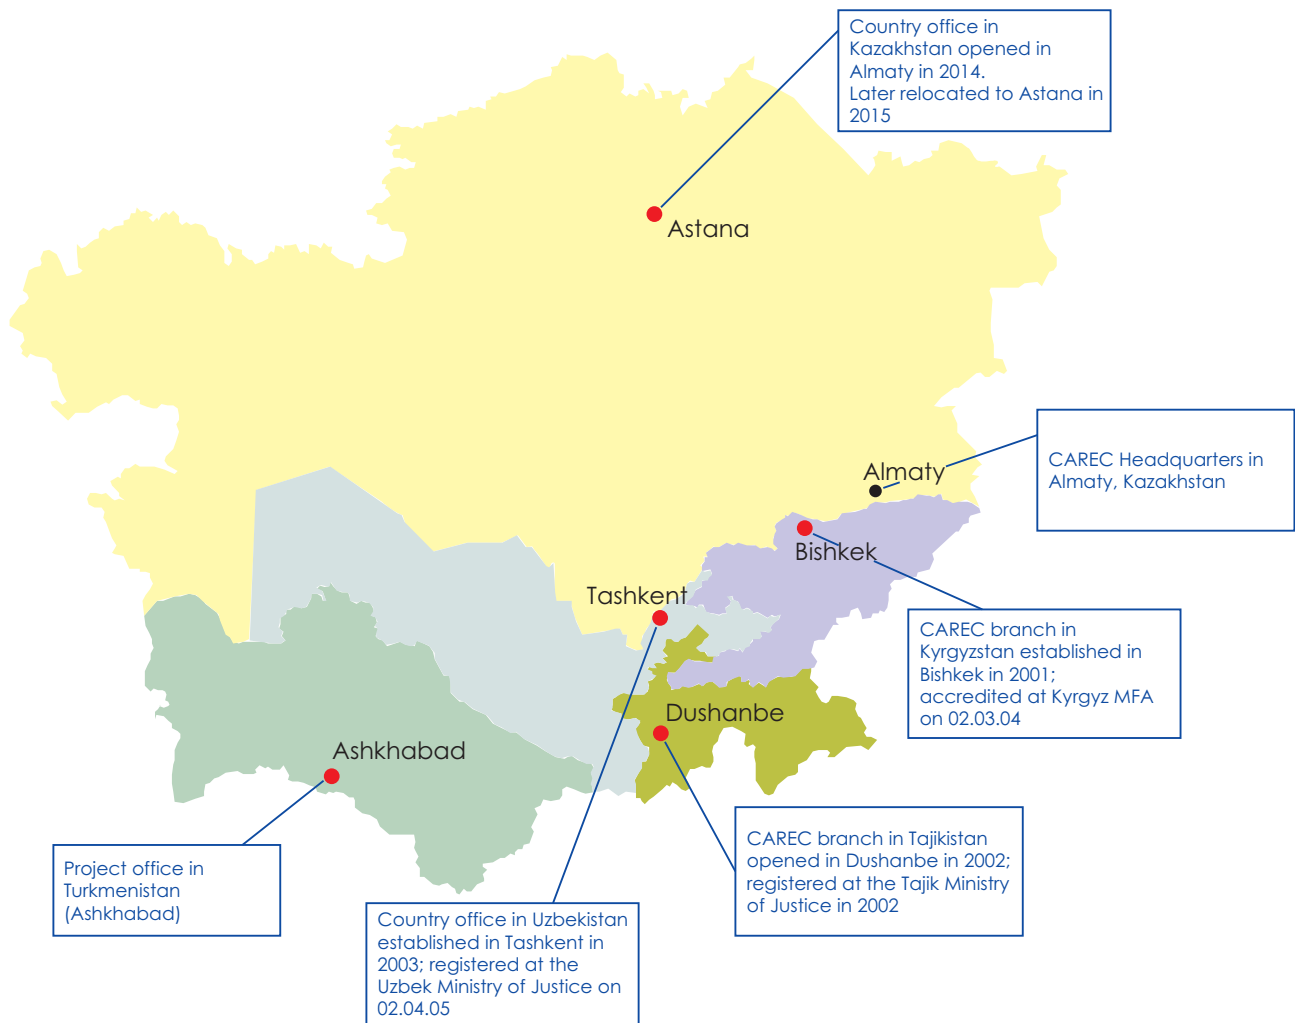 Country office in
Kazakhstan opened in
Almaty in 2014.
Later relocated to Astana in
2015
Astana
Almaty
CAREC Headquarters in
Almaty, Kazakhstan
Bishkek
Tashkent
CAREC branch in
Kyrgyzstan established in
Bishkek in 2001;
accredited at Kyrgyz MFA
on 02.03.04
Dushanbe
Ashkhabad
CAREC branch in Tajikistan
opened in Dushanbe in 2002;
registered at the Tajik Ministry
of Justice in 2002
Project office in
Turkmenistan
(Ashkhabad)
Country office in Uzbekistan
established in Tashkent in
2003; registered at the
Uzbek Ministry of Justice on
02.04.05